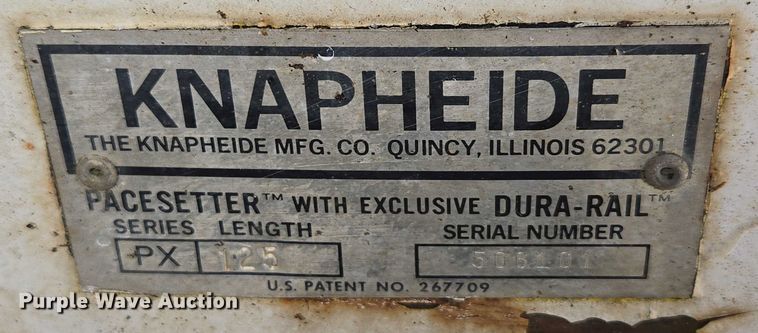 KNAPHEIDE
THE KNAPHEIDE MFG. CO. QUINCY, ILLINOIS 62301
PACESETTER™ WITH EXCLUSIVE DURA-RAIL™
SERIES LENGTH SERIAL NUMBER
PX 125
U.S. PATENT NO. 267709
Purple Wave Auction